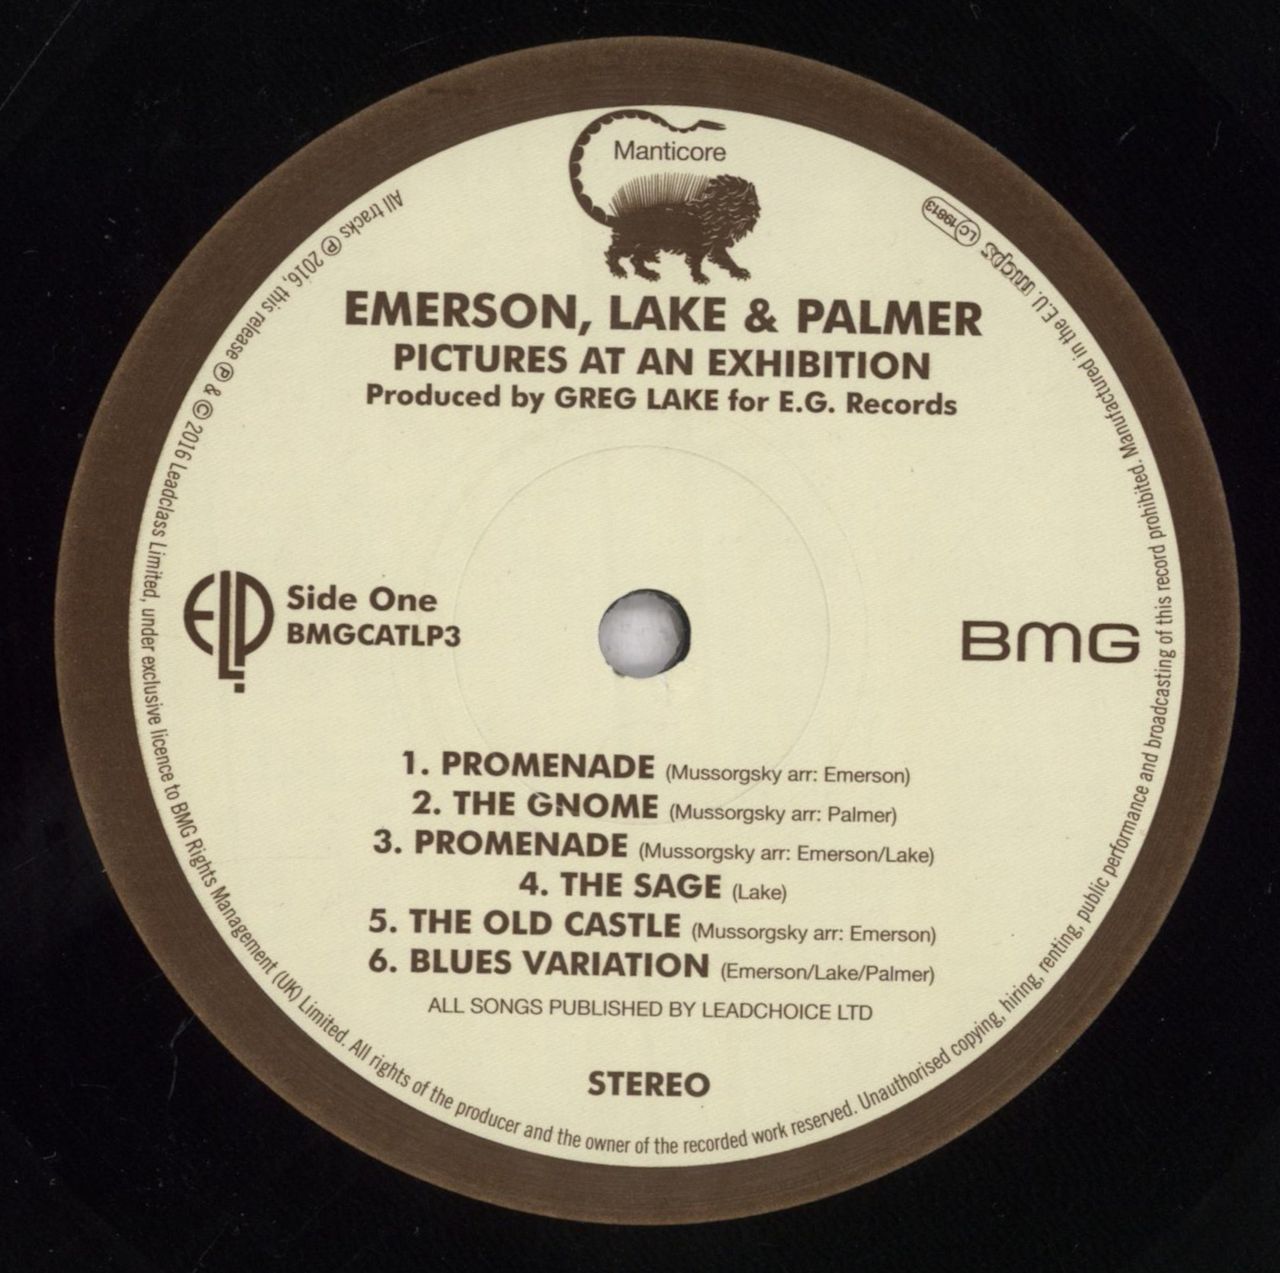 Manticore
EMERSON, LAKE & PALMER
PICTURES AT AN EXHIBITION
Produced by GREG LAKE for E.G. Records
ELP.
Side One
BMGCATLP3
BMG
1. PROMENADE (Mussorgsky arr: Emerson)
2. THE GNOME (Mussorgsky arr: Palmer)
3. PROMENADE (Mussorgsky arr: Emerson/Lake)
4. THE SAGE (Lake)
5. THE OLD CASTLE (Mussorgsky arr: Emerson)
6. BLUES VARIATION (Emerson/Lake/Palmer)
ALL SONGS PUBLISHED BY LEADCHOICE LTD
STEREO
All tracks ℗ 2016, this release ℗ & © 2016 Leadclass Limited, under exclusive licence to BMG Rights Management (UK) Limited. All rights of the producer and the owner of the recorded work reserved. Unauthorised copying, hiring, renting, public performance and broadcasting of this record prohibited. Manufactured in the E.U. mcps LC 19813